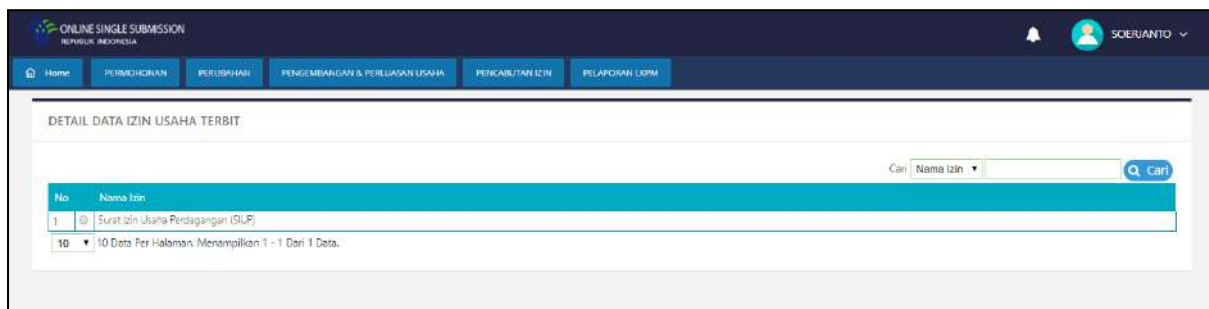 ONLINE SINGLE SUBMISSION
REPUBLIK INDONESIA
SOERJANTO
Home PERMOHONAN PERUBAHAN PENGEMBANGAN & PERLUASAN USAHA PENCABUTAN IZIN PELAPORAN LKPM
DETAIL DATA IZIN USAHA TERBIT
Cari Nama Izin Cari
No Nama Izin
1 Surat Izin Usaha Perdagangan (SIUP)
10 10 Data Per Halaman. Menampilkan 1 - 1 Dari 1 Data.